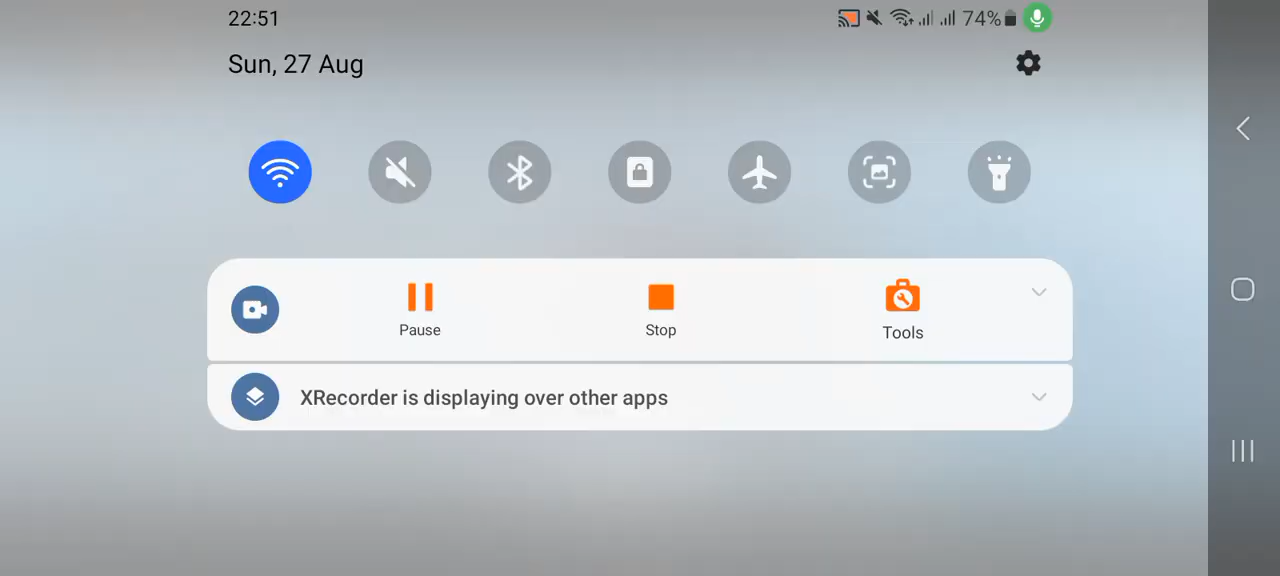 22:51
74%
Sun, 27 Aug
Pause
Stop
Tools
XRecorder is displaying over other apps